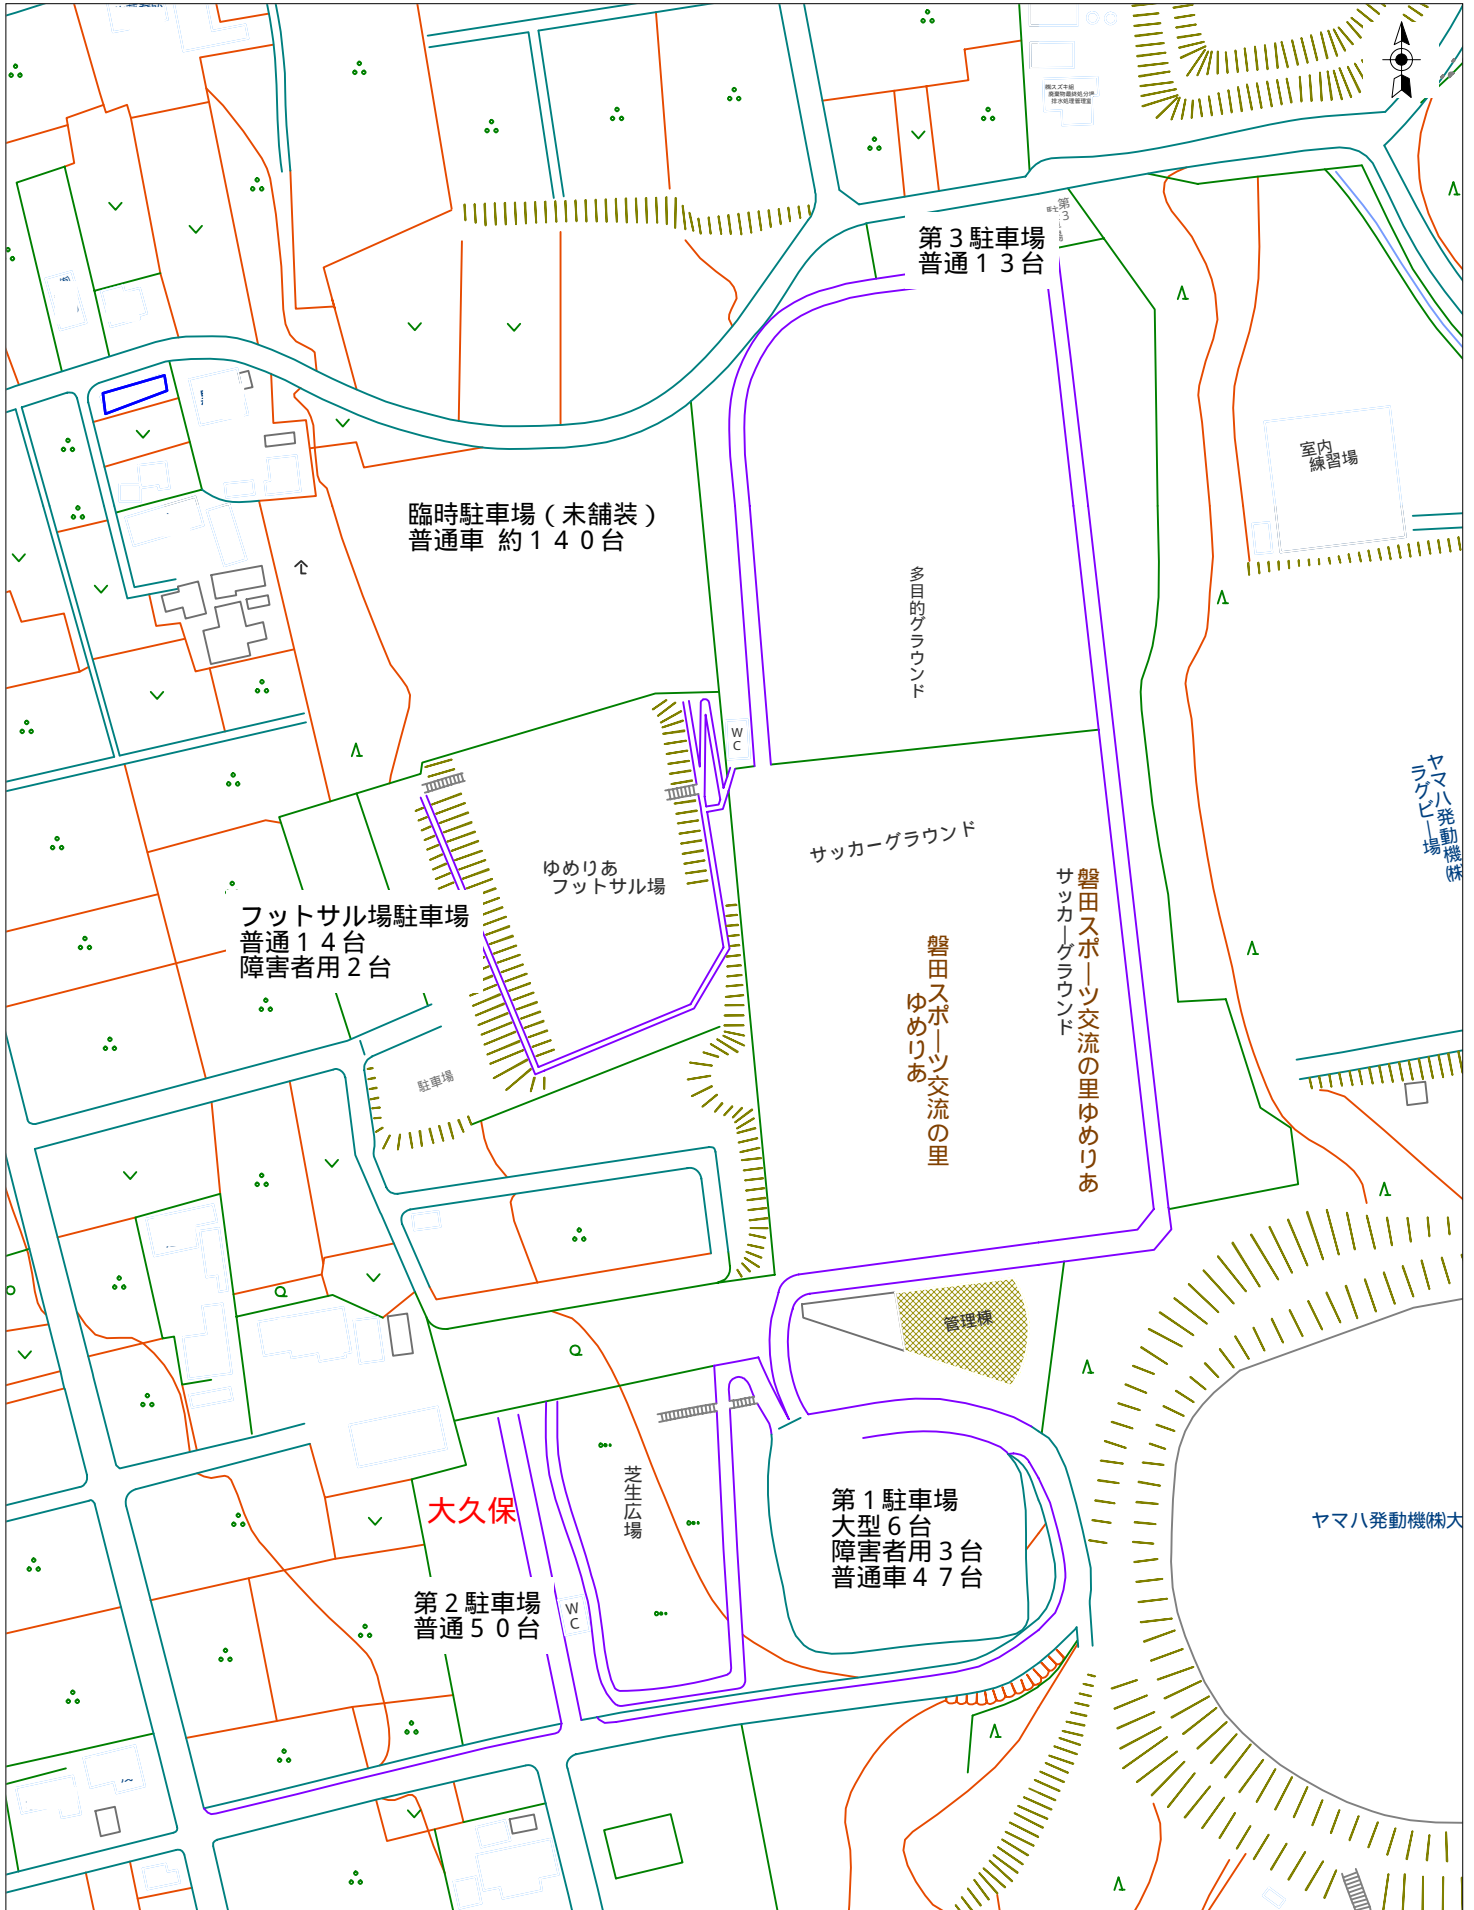 第３駐車場
普通１３台
室内
練習場
臨時駐車場（未舗装）
普通車 約１４０台
多目的グラウンド
WC
ヤマハ発動機㈱
ラグビー場
サッカーグラウンド
ゆめりあ
フットサル場
フットサル場駐車場
普通１４台
障害者用２台
磐田スポーツ交流の里ゆめりあ
サッカーグラウンド
磐田スポーツ交流の里
ゆめりあ
駐車場
管理棟
芝生広場
大久保
第１駐車場
大型６台
障害者用３台
普通車４７台
ヤマハ発動機㈱大
第２駐車場
普通５０台
WC